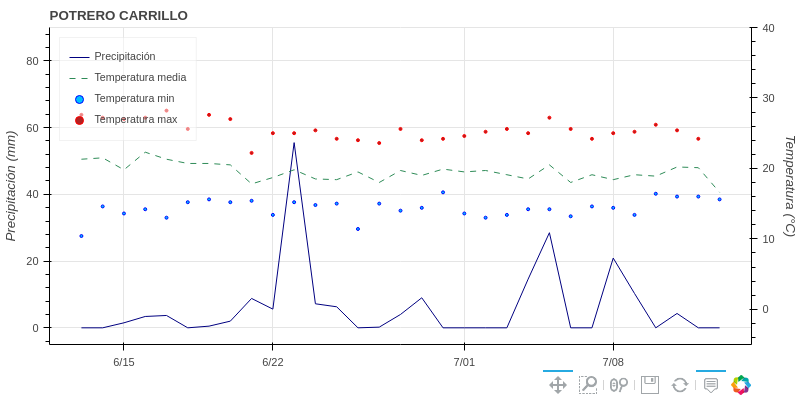 POTRERO CARRILLO
Precipitación
Temperatura media
Temperatura min
Temperatura max
Precipitación (mm)
80
60
40
20
0
40
30
20
10
0
Temperatura (°C)
6/15
6/22
7/01
7/08